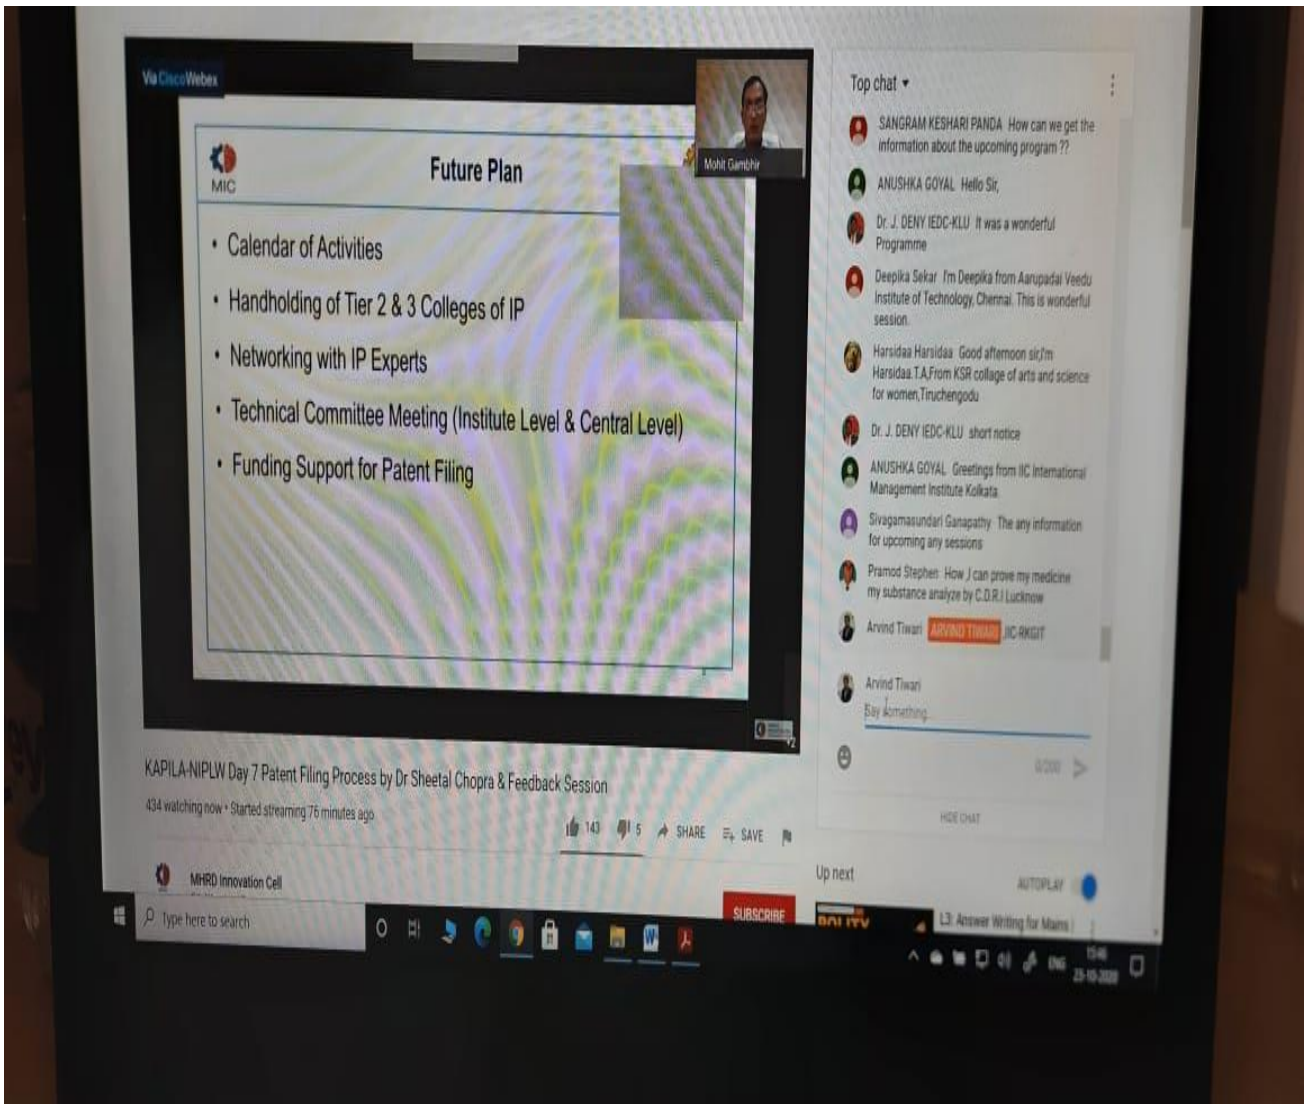 Via Cisco Webex
MIC
Future Plan
Mohit Gambhir
• Calendar of Activities
• Handholding of Tier 2 & 3 Colleges of IP
• Networking with IP Experts
• Technical Committee Meeting (Institute Level & Central Level)
• Funding Support for Patent Filing
KAPILA-NIPLW Day 7 Patent Filing Process by Dr Sheetal Chopra & Feedback Session
434 watching now • Started streaming 76 minutes ago
143 5 SHARE SAVE
MHRD Innovation Cell
SUBSCRIBE
Top chat
SANGRAM KESHARI PANDA How can we get the
information about the upcoming program ??
ANUSHKA GOYAL Hello Sir,
Dr. J. DENY IEDC-KLU It was a wonderful
Programme
Deepika Sekar I'm Deepika from Aarupadai Veedu
Institute of Technology, Chennai. This is wonderful
session.
Harsidaa Harsidaa Good afternoon sir,I'm
Harsidaa.T.A,From KSR collage of arts and science
for women,Tiruchengodu
Dr. J. DENY IEDC-KLU short notice
ANUSHKA GOYAL Greetings from IIC International
Management Institute Kolkata
Sivagamasundari Ganapathy The any information
for upcoming any sessions
Pramod Stephen How ,I can prove my medicine
my substance analyze by C.D.R.I Lucknow
Arvind Tiwari ARVIND TIWARI ,IIC-RKGIT
Arvind Tiwari
Say something...
0/200
HIDE CHAT
Up next
AUTOPLAY
POLITY
L3: Answer Writing for Mains
Type here to search
ENG
15:46
23-10-2020